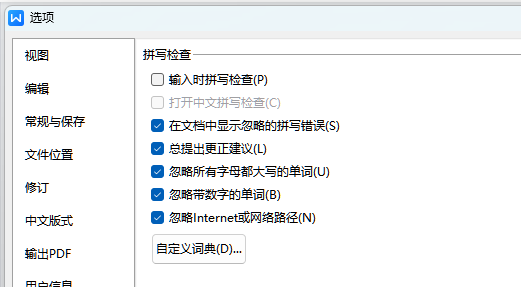 选项
视图
编辑
常规与保存
文件位置
修订
中文版式
输出PDF
用户信息
拼写检查
输入时拼写检查(P)
打开中文拼写检查(C)
在文档中显示忽略的拼写错误(S)
总提出更正建议(L)
忽略所有字母都大写的单词(U)
忽略带数字的单词(B)
忽略Internet或网络路径(N)
自定义词典(D)...